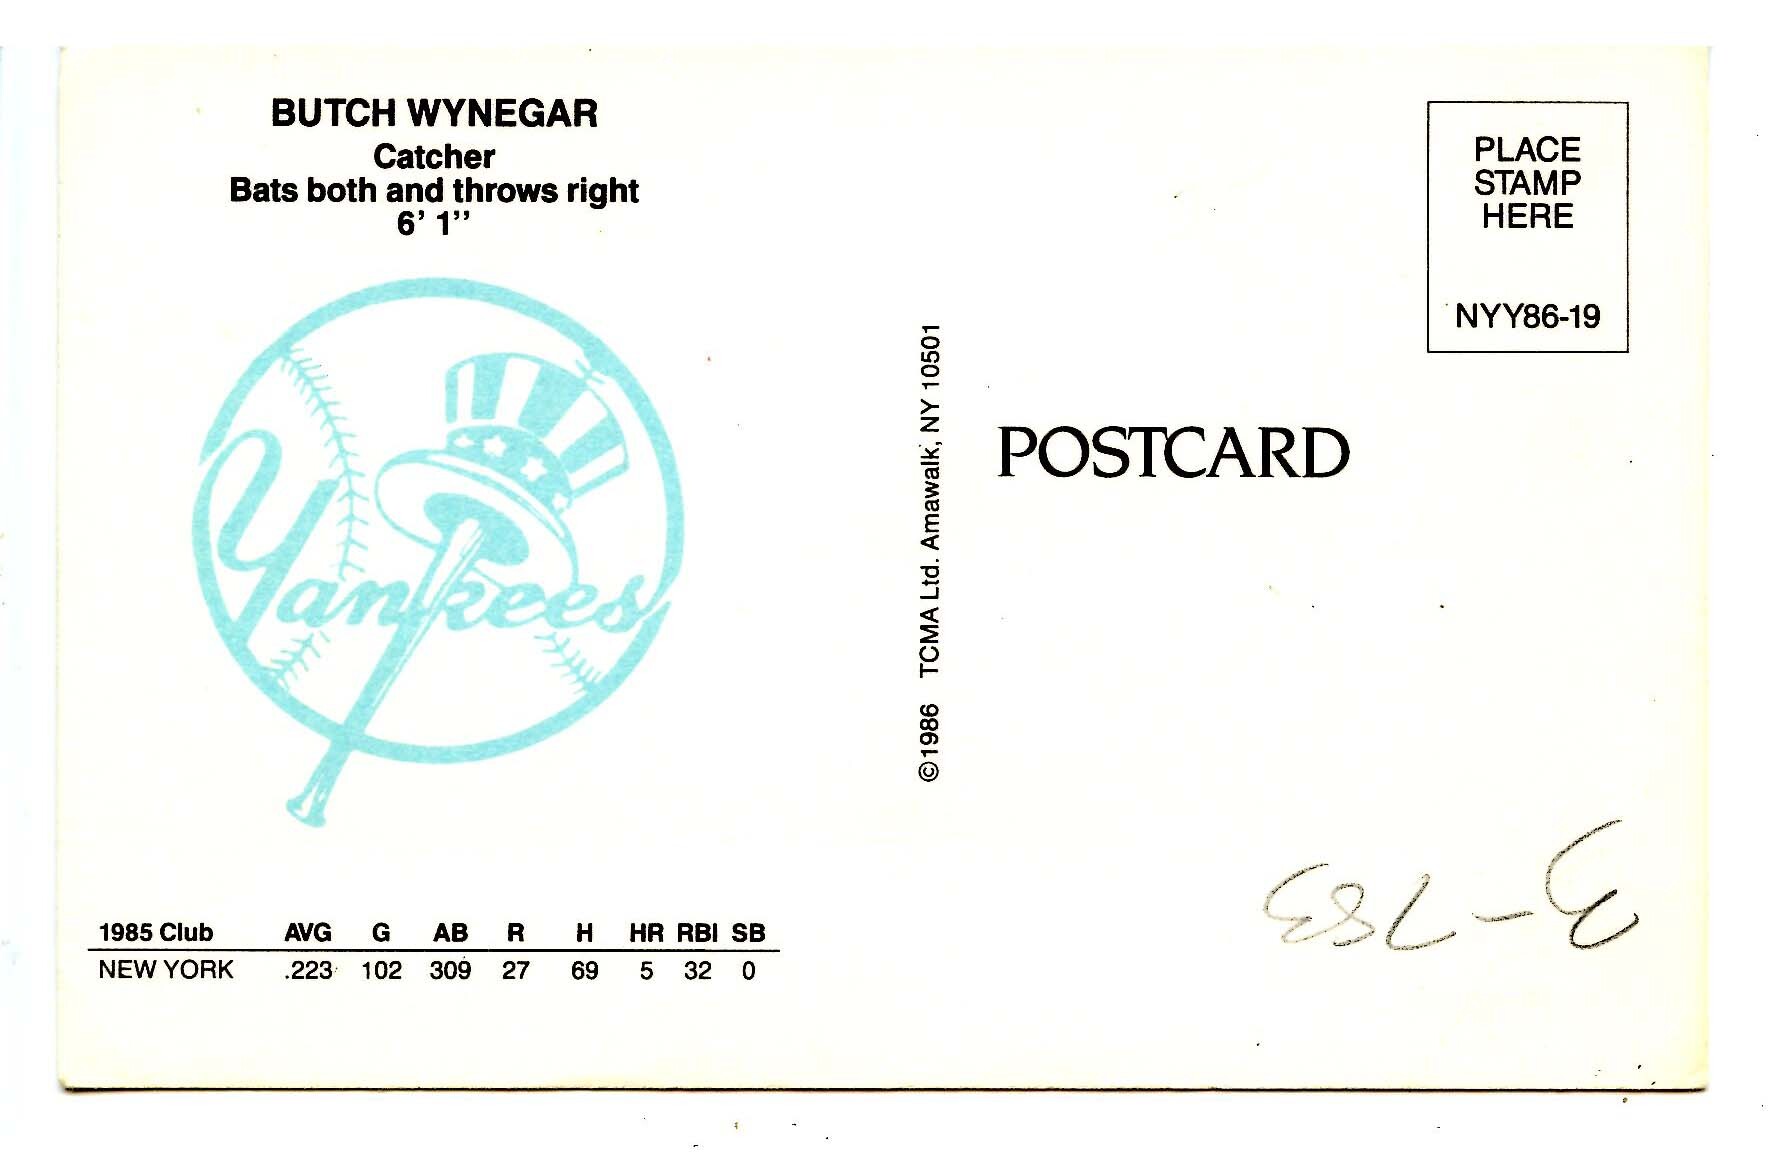 BUTCH WYNEGAR
Catcher
Bats both and throws right
6’ 1”
Yankees
1985 Club AVG G AB R H HR RBI SB
NEW YORK .223 102 309 27 69 5 32 0
©1986 TCMA Ltd. Amawalk, NY 10501
PLACE
STAMP
HERE
NYY86-19
POSTCARD